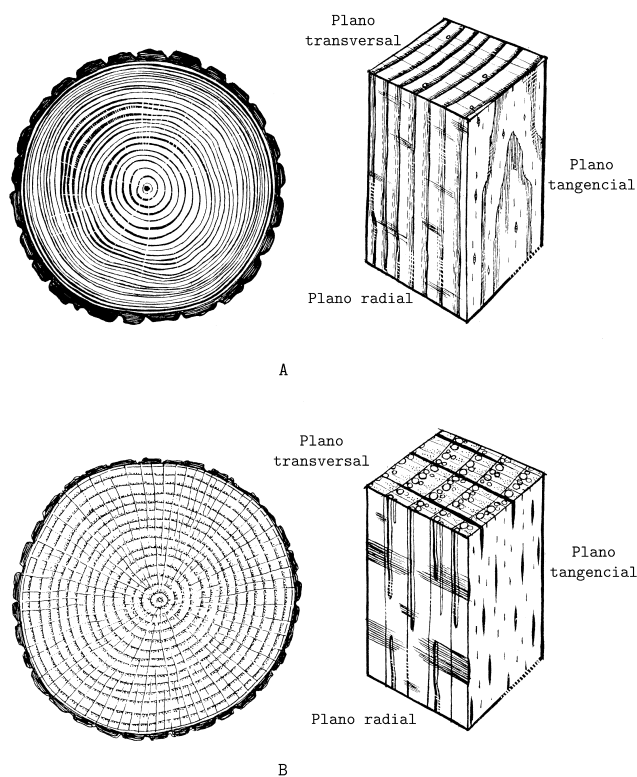 Plano
transversal
Plano
tangencial
Plano radial
A
Plano
transversal
Plano
tangencial
Plano radial
B